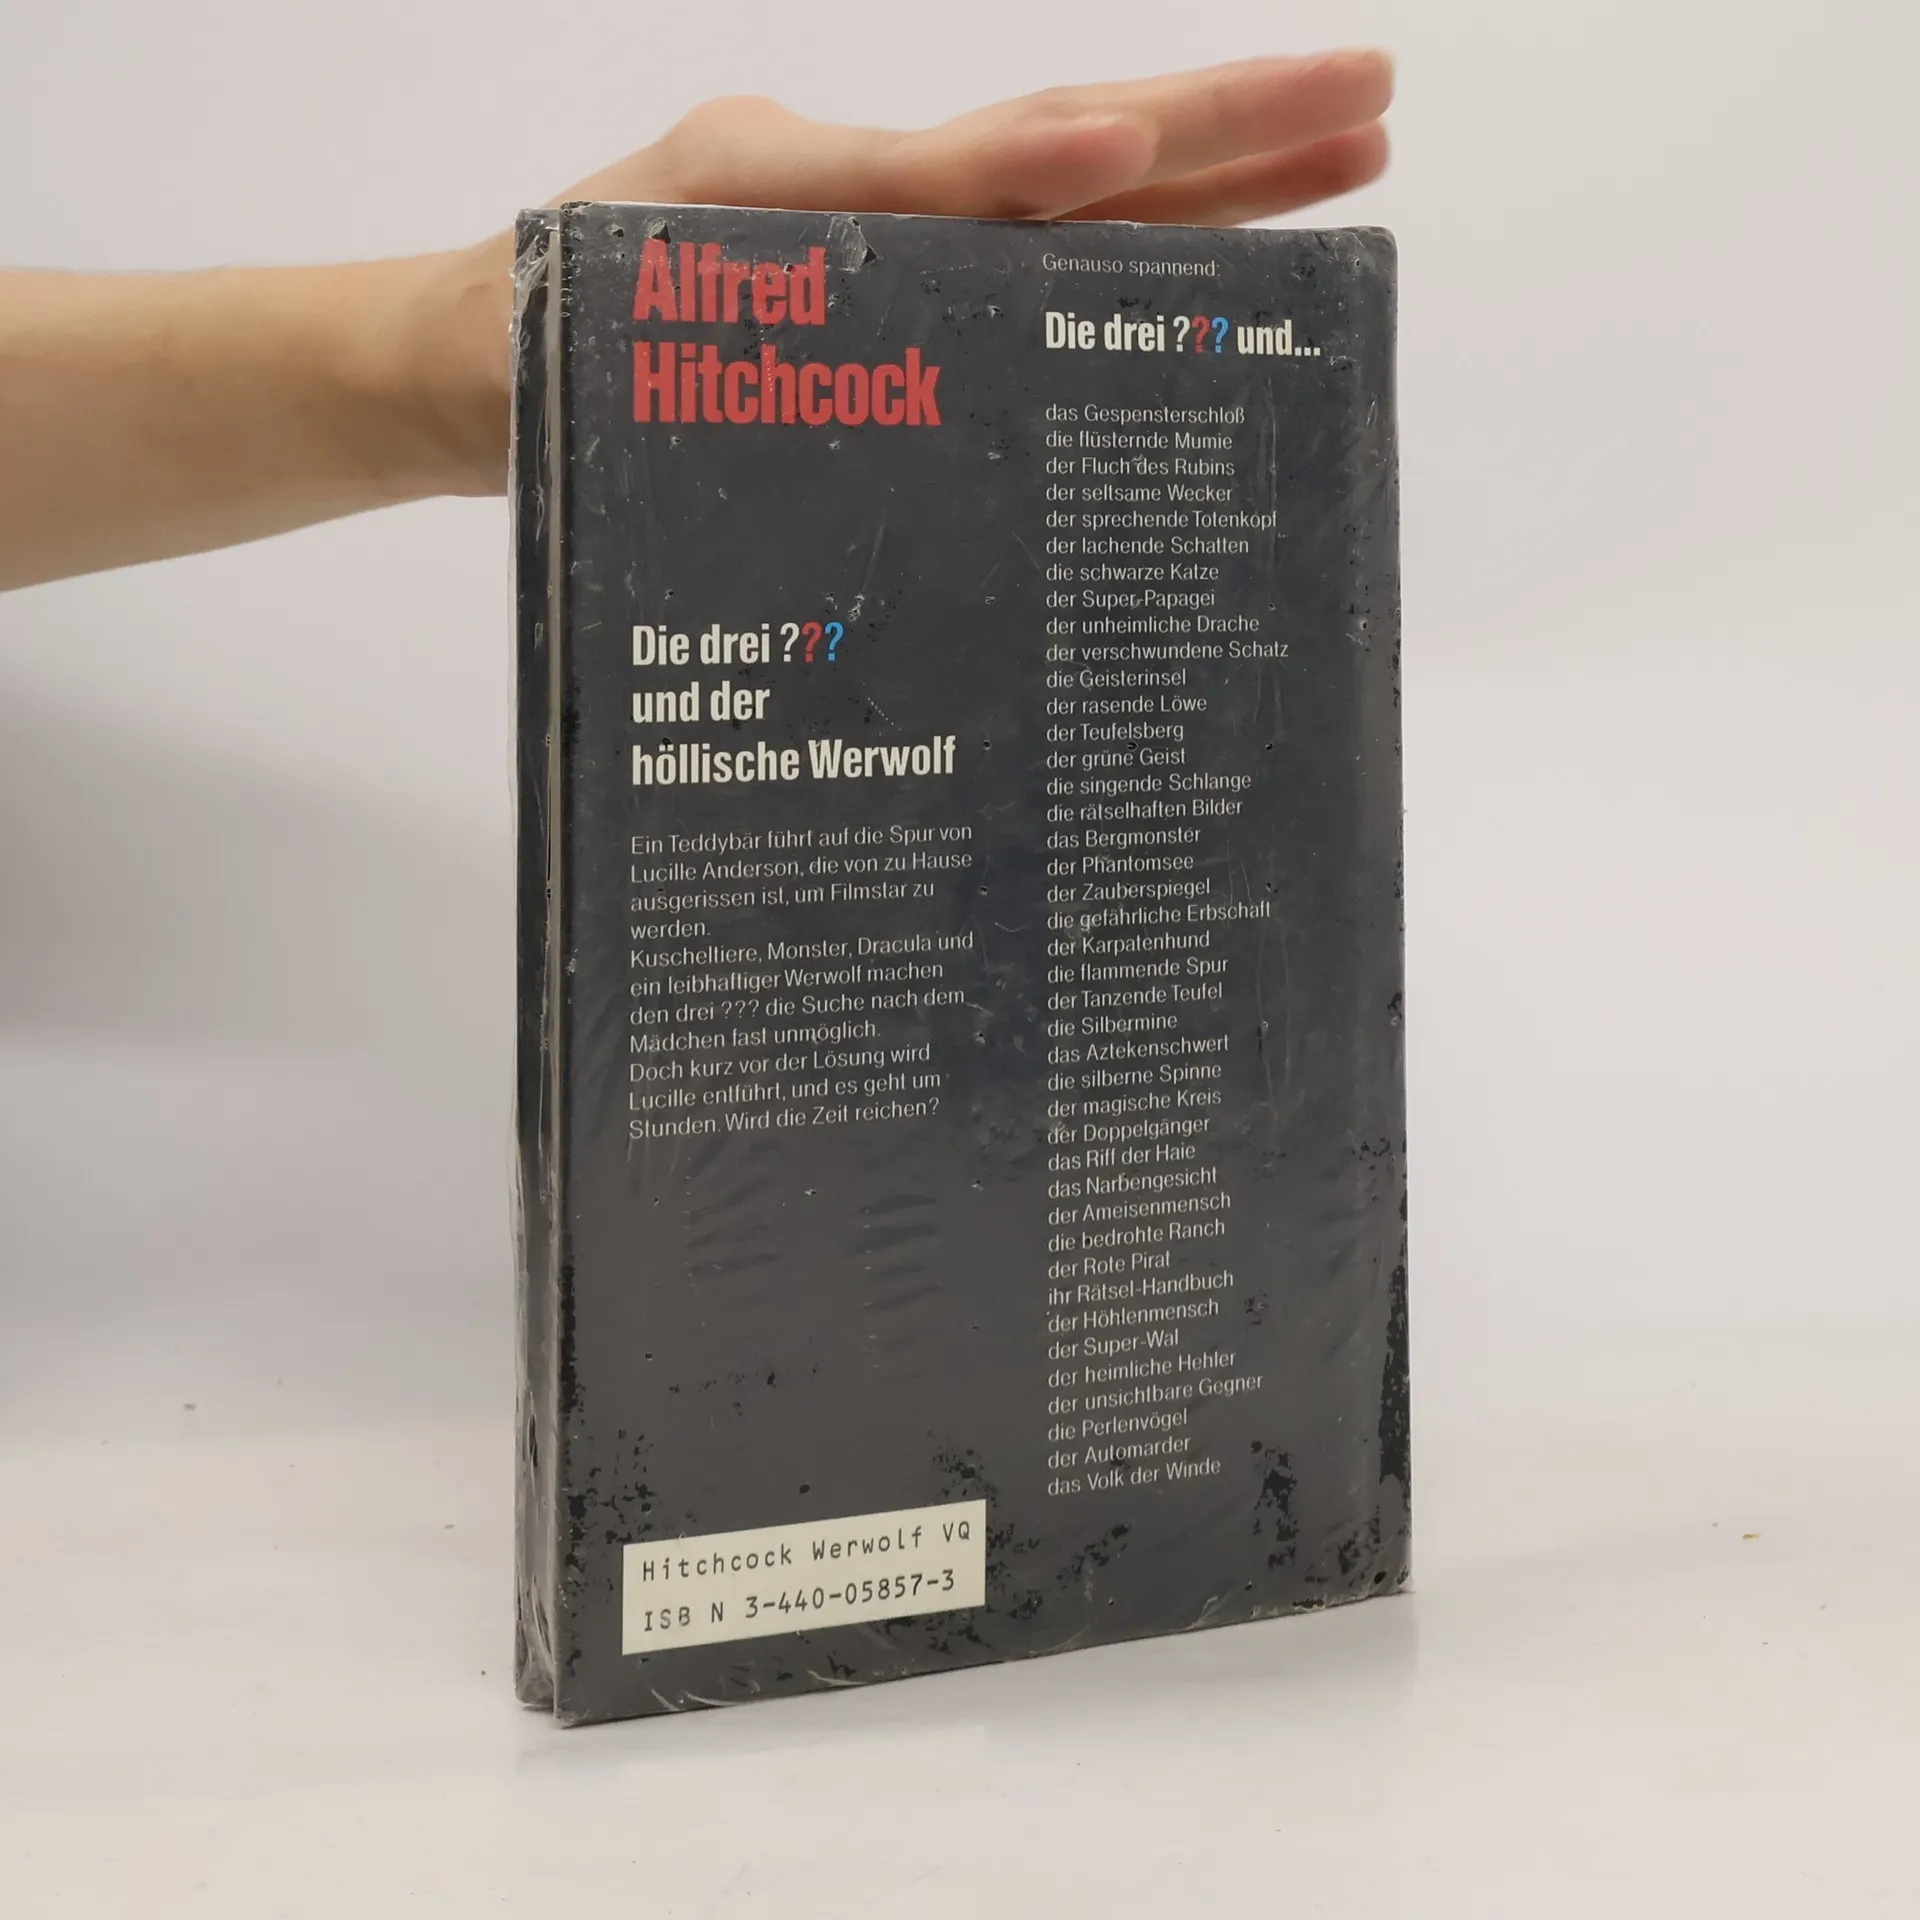 Alfred
Hitchcock
Die drei ???
und der
höllische Werwolf
Ein Teddybär führt auf die Spur von
Lucille Anderson, die von zu Hause
ausgerissen ist, um Filmstar zu
werden.
Kuscheltiere, Monster, Dracula und
ein leibhaftiger Werwolf machen
den drei ??? die Suche nach dem
Mädchen fast unmöglich.
Doch kurz vor der Lösung wird
Lucille entführt, und es geht um
Stunden. Wird die Zeit reichen?
Hitchcock Werwolf VQ
ISB N 3-440-05857-3
Genauso spannend:
Die drei ??? und...
das Gespensterschloß
die flüsternde Mumie
der Fluch des Rubins
der seltsame Wecker
der sprechende Totenkopf
der lachende Schatten
die schwarze Katze
der Super-Papagei
der unheimliche Drache
der verschwundene Schatz
die Geisterinsel
der rasende Löwe
der Teufelsberg
der grüne Geist
die singende Schlange
die rätselhaften Bilder
das Bergmonster
der Phantomsee
der Zauberspiegel
die gefährliche Erbschaft
der Karpatenhund
die flammende Spur
der Tanzende Teufel
die Silbermine
das Aztekenschwert
die silberne Spinne
der magische Kreis
der Doppelgänger
das Riff der Haie
das Narbengesicht
der Ameisenmensch
die bedrohte Ranch
der Rote Pirat
ihr Rätsel-Handbuch
der Höhlenmensch
der Super-Wal
der heimliche Hehler
der unsichtbare Gegner
die Perlenvögel
der Automarder
das Volk der Winde